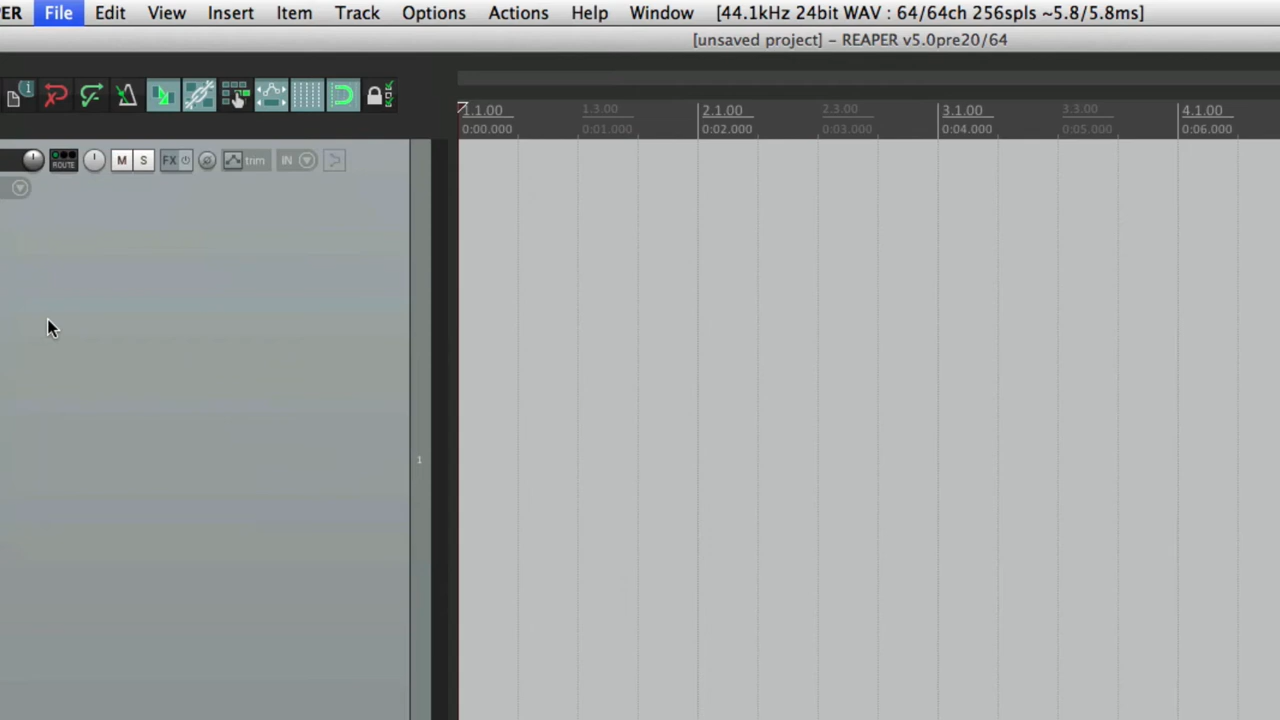 ER File Edit View Insert Item Track Options Actions Help Window [44.1kHz 24bit WAV : 64/64ch 256spls ~5.8/5.8ms]
[unsaved project] - REAPER v5.0pre20/64
1.1.00 1.3.00 2.1.00 2.3.00 3.1.00 3.3.00 4.1.00
0:00.000 0:01.000 0:02.000 0:03.000 0:04.000 0:05.000 0:06.000
ROUTE M S FX trim IN
1